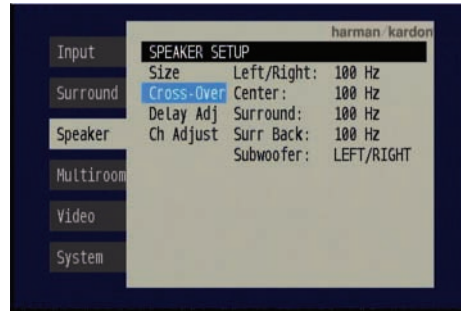 harman/kardon
Input
Surround
Speaker
Multiroom
Video
System
SPEAKER SETUP
Size
Cross-Over
Delay Adj
Ch Adjust
Left/Right: 100 Hz
Center: 100 Hz
Surround: 100 Hz
Surr Back: 100 Hz
Subwoofer: LEFT/RIGHT